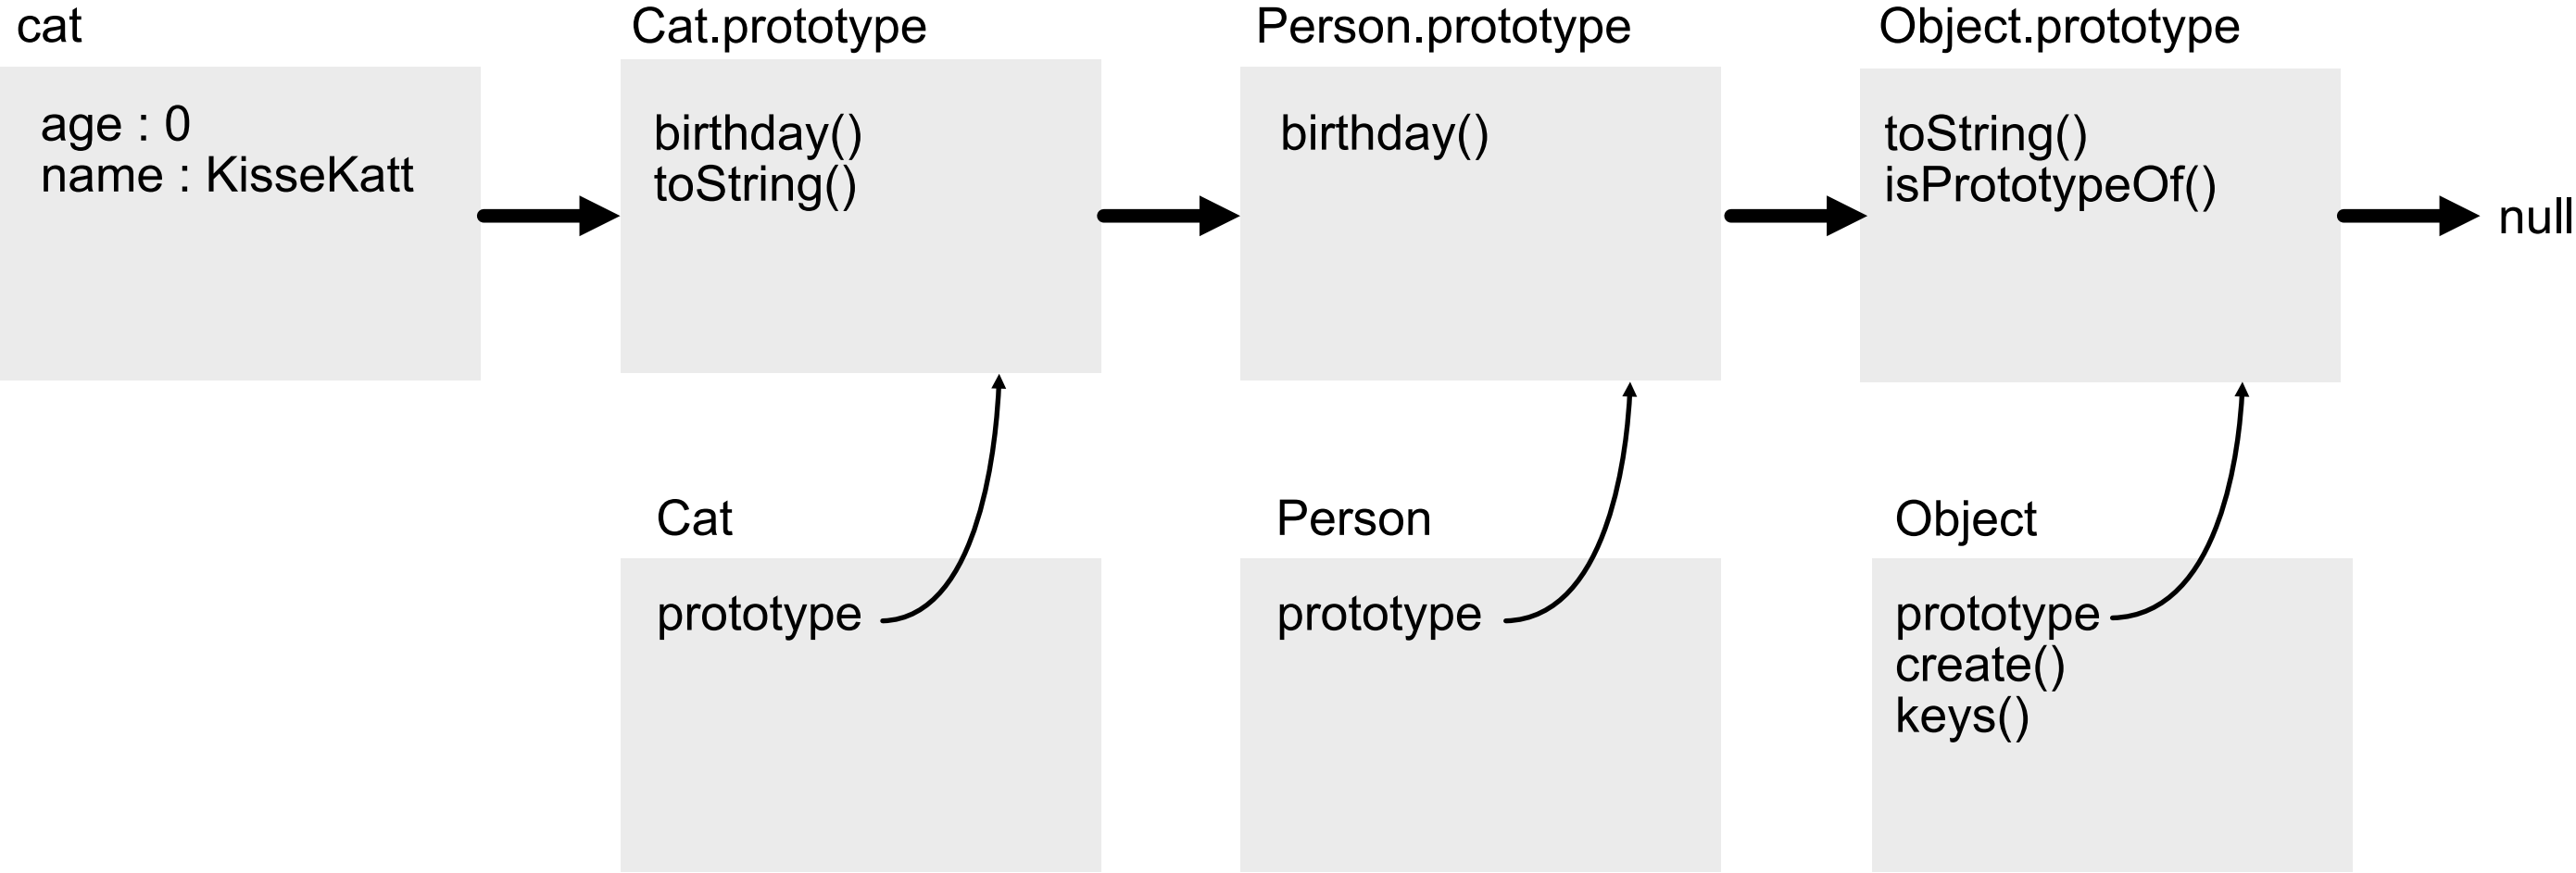 cat
age : 0
name : KisseKatt
Cat.prototype
birthday()
toString()
Person.prototype
birthday()
Object.prototype
toString()
isPrototypeOf()
null
Cat
prototype
Person
prototype
Object
prototype
create()
keys()